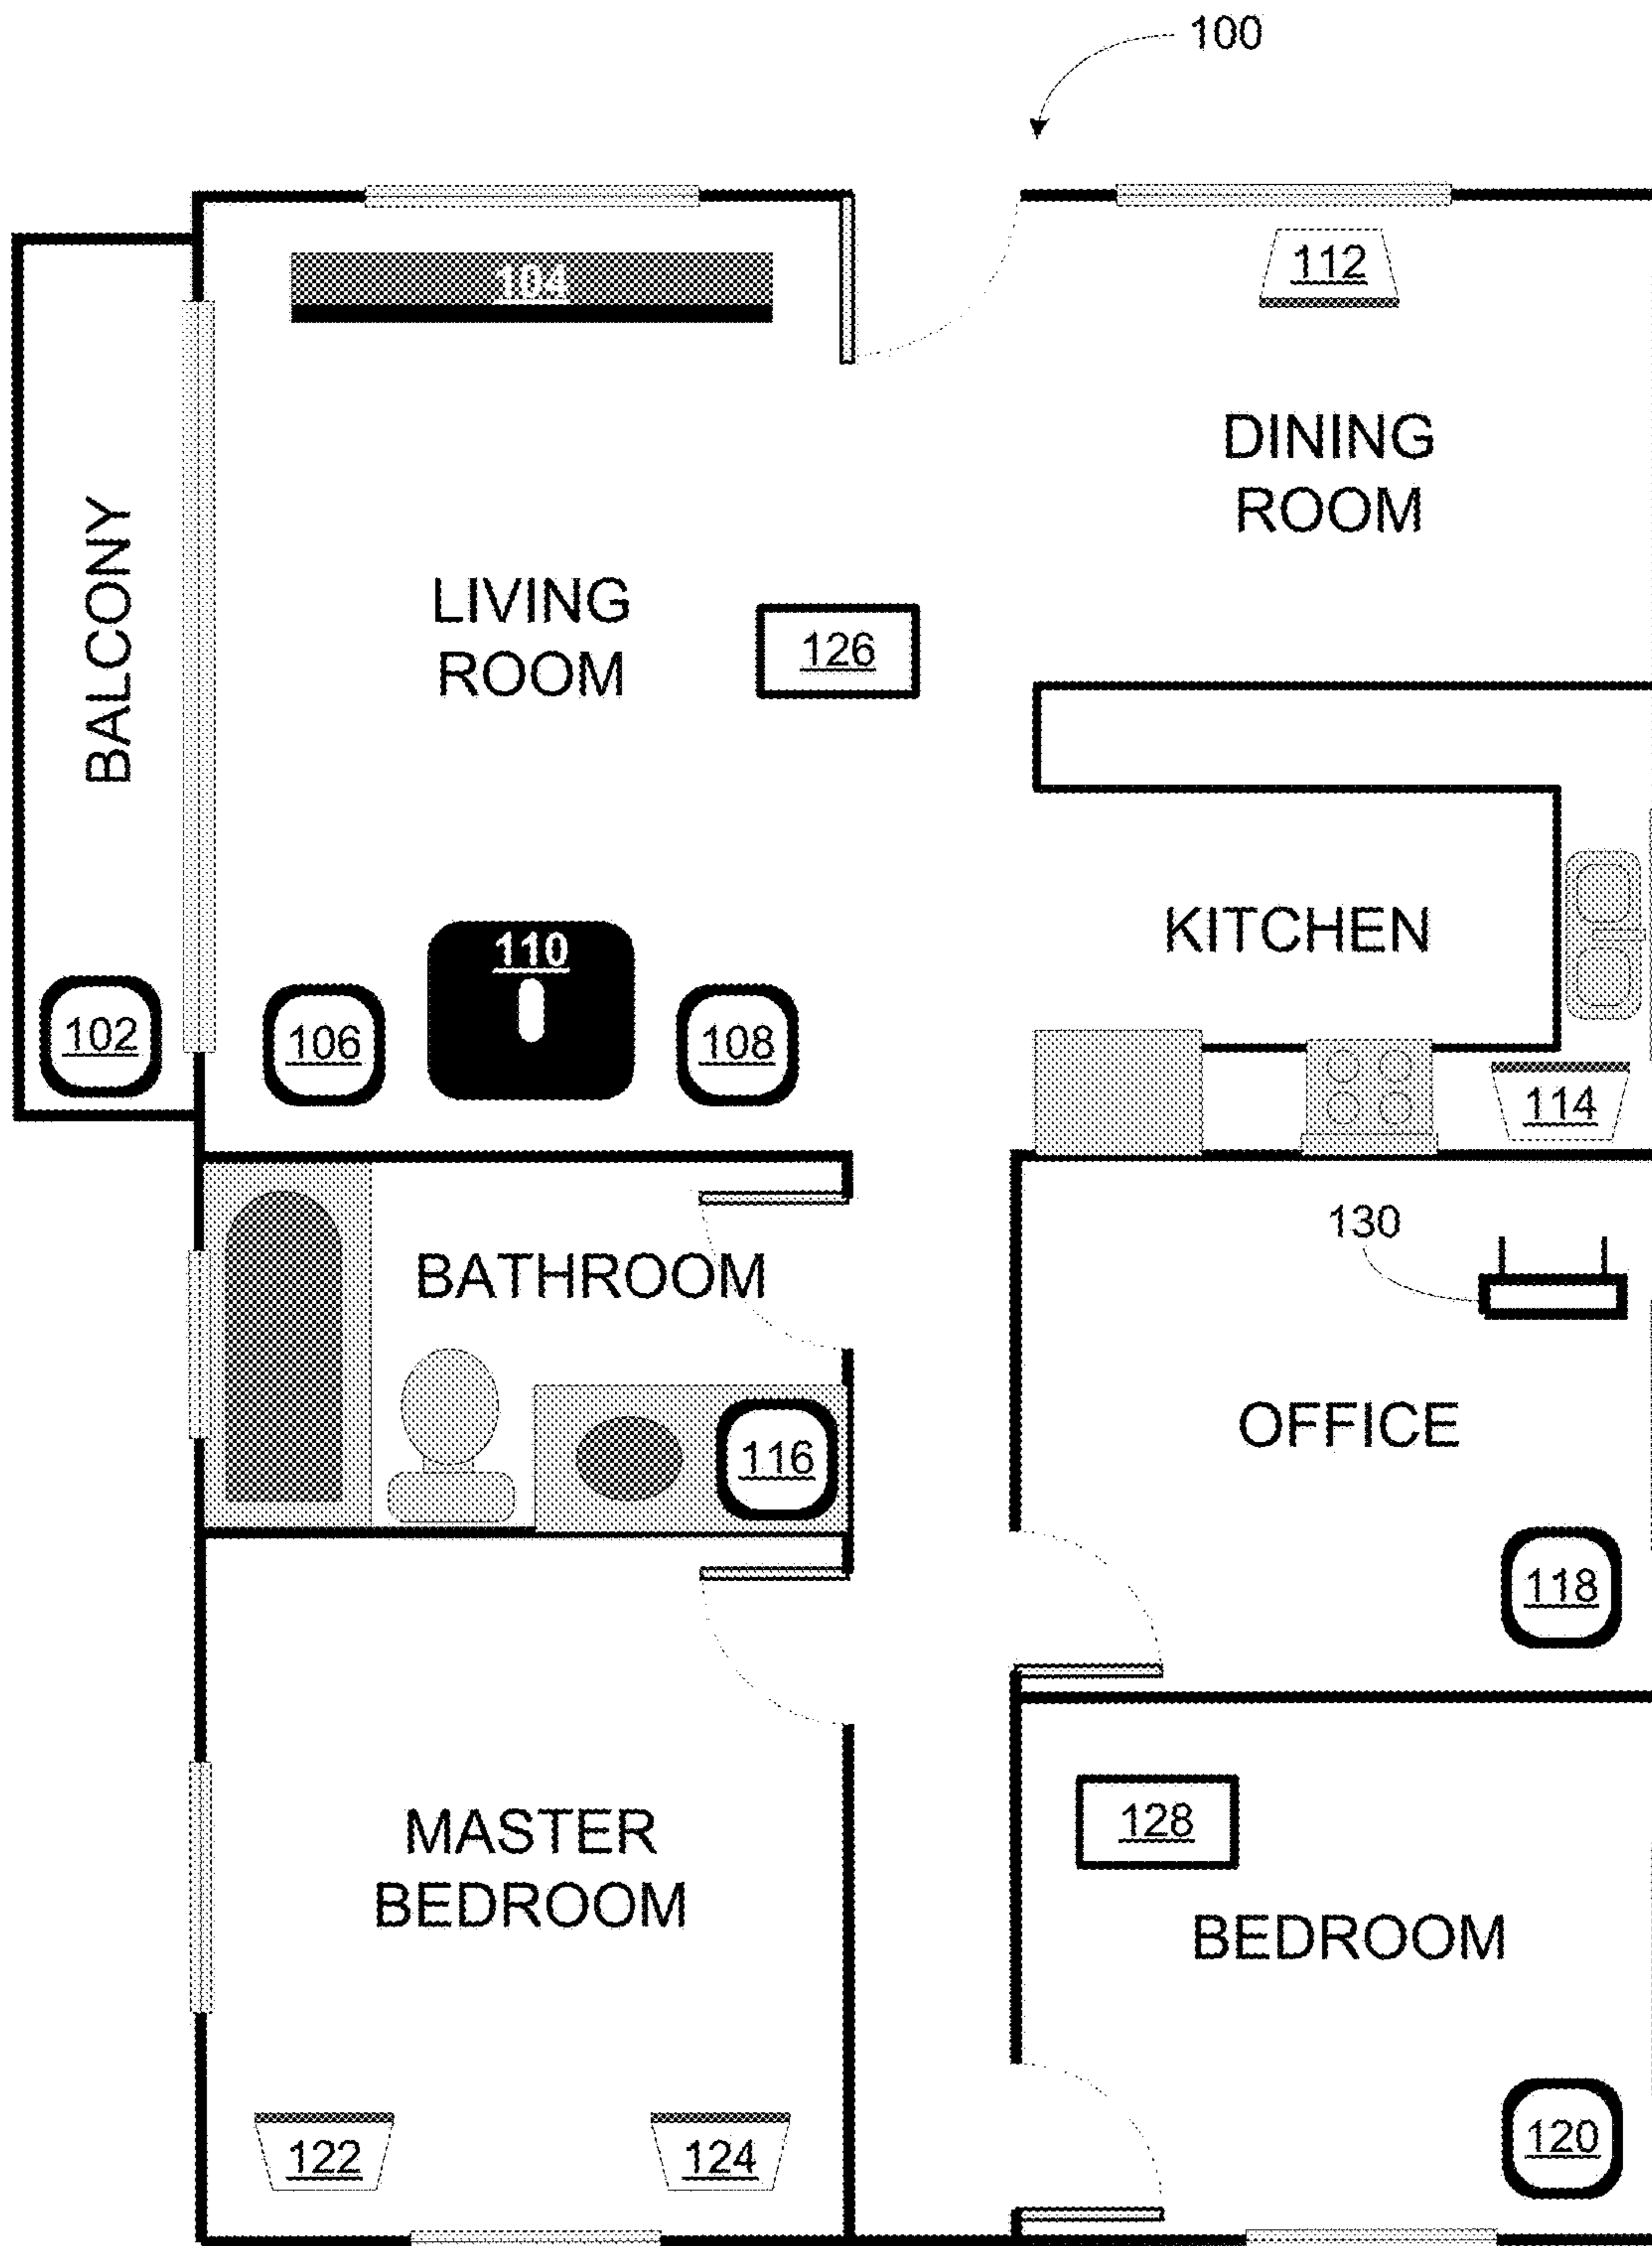 100
104
112
DINING
ROOM
BALCONY
LIVING
ROOM
126
KITCHEN
110
102
106
108
114
130
BATHROOM
OFFICE
116
118
MASTER
BEDROOM
128
BEDROOM
122
124
120